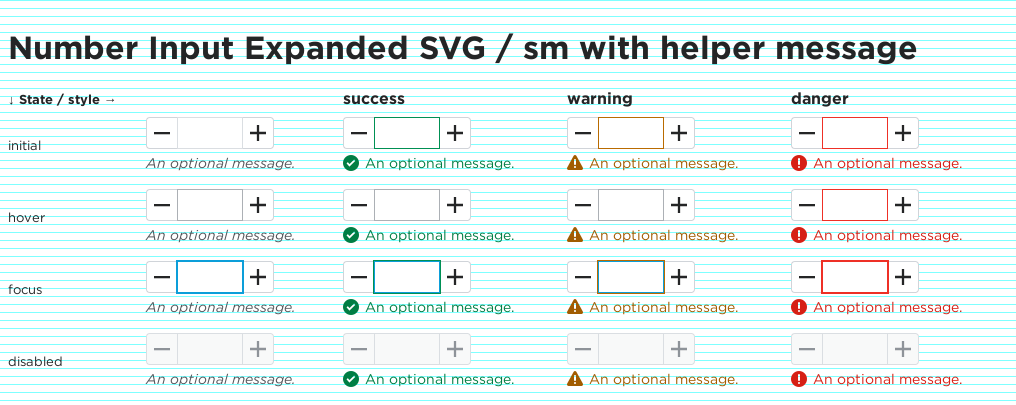 Number Input Expanded SVG / sm with helper message
↓ State / style → success warning danger
initial
An optional message. An optional message. An optional message. An optional message.
hover
An optional message. An optional message. An optional message. An optional message.
focus
An optional message. An optional message. An optional message. An optional message.
disabled
An optional message. An optional message. An optional message. An optional message.